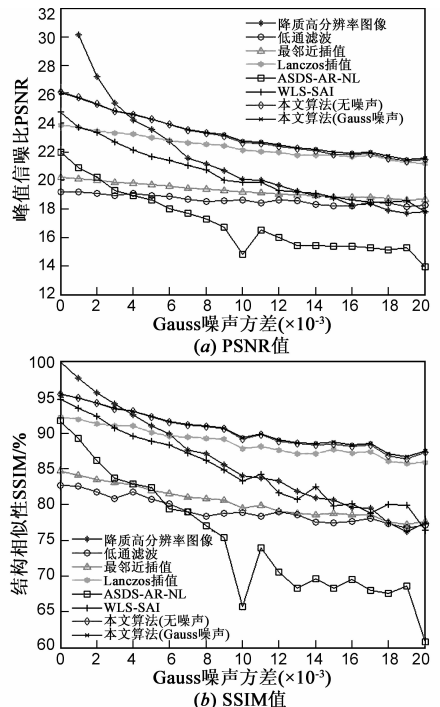 峰值信噪比PSNR
32
30
28
26
24
22
20
18
16
14
12
降质高分辨率图像
低通滤波
最邻近插值
Lanczos插值
ASDS-AR-NL
WLS-SAI
本文算法(无噪声)
本文算法(Gauss噪声)
0 2 4 6 8 10 12 14 16 18 20
Gauss噪声方差(×10⁻³)
(a) PSNR值
结构相似性SSIM/%
100
95
90
85
80
75
70
65
60
降质高分辨率图像
低通滤波
最邻近插值
Lanczos插值
ASDS-AR-NL
WLS-SAI
本文算法(无噪声)
本文算法(Gauss噪声)
0 2 4 6 8 10 12 14 16 18 20
Gauss噪声方差(×10⁻³)
(b) SSIM值